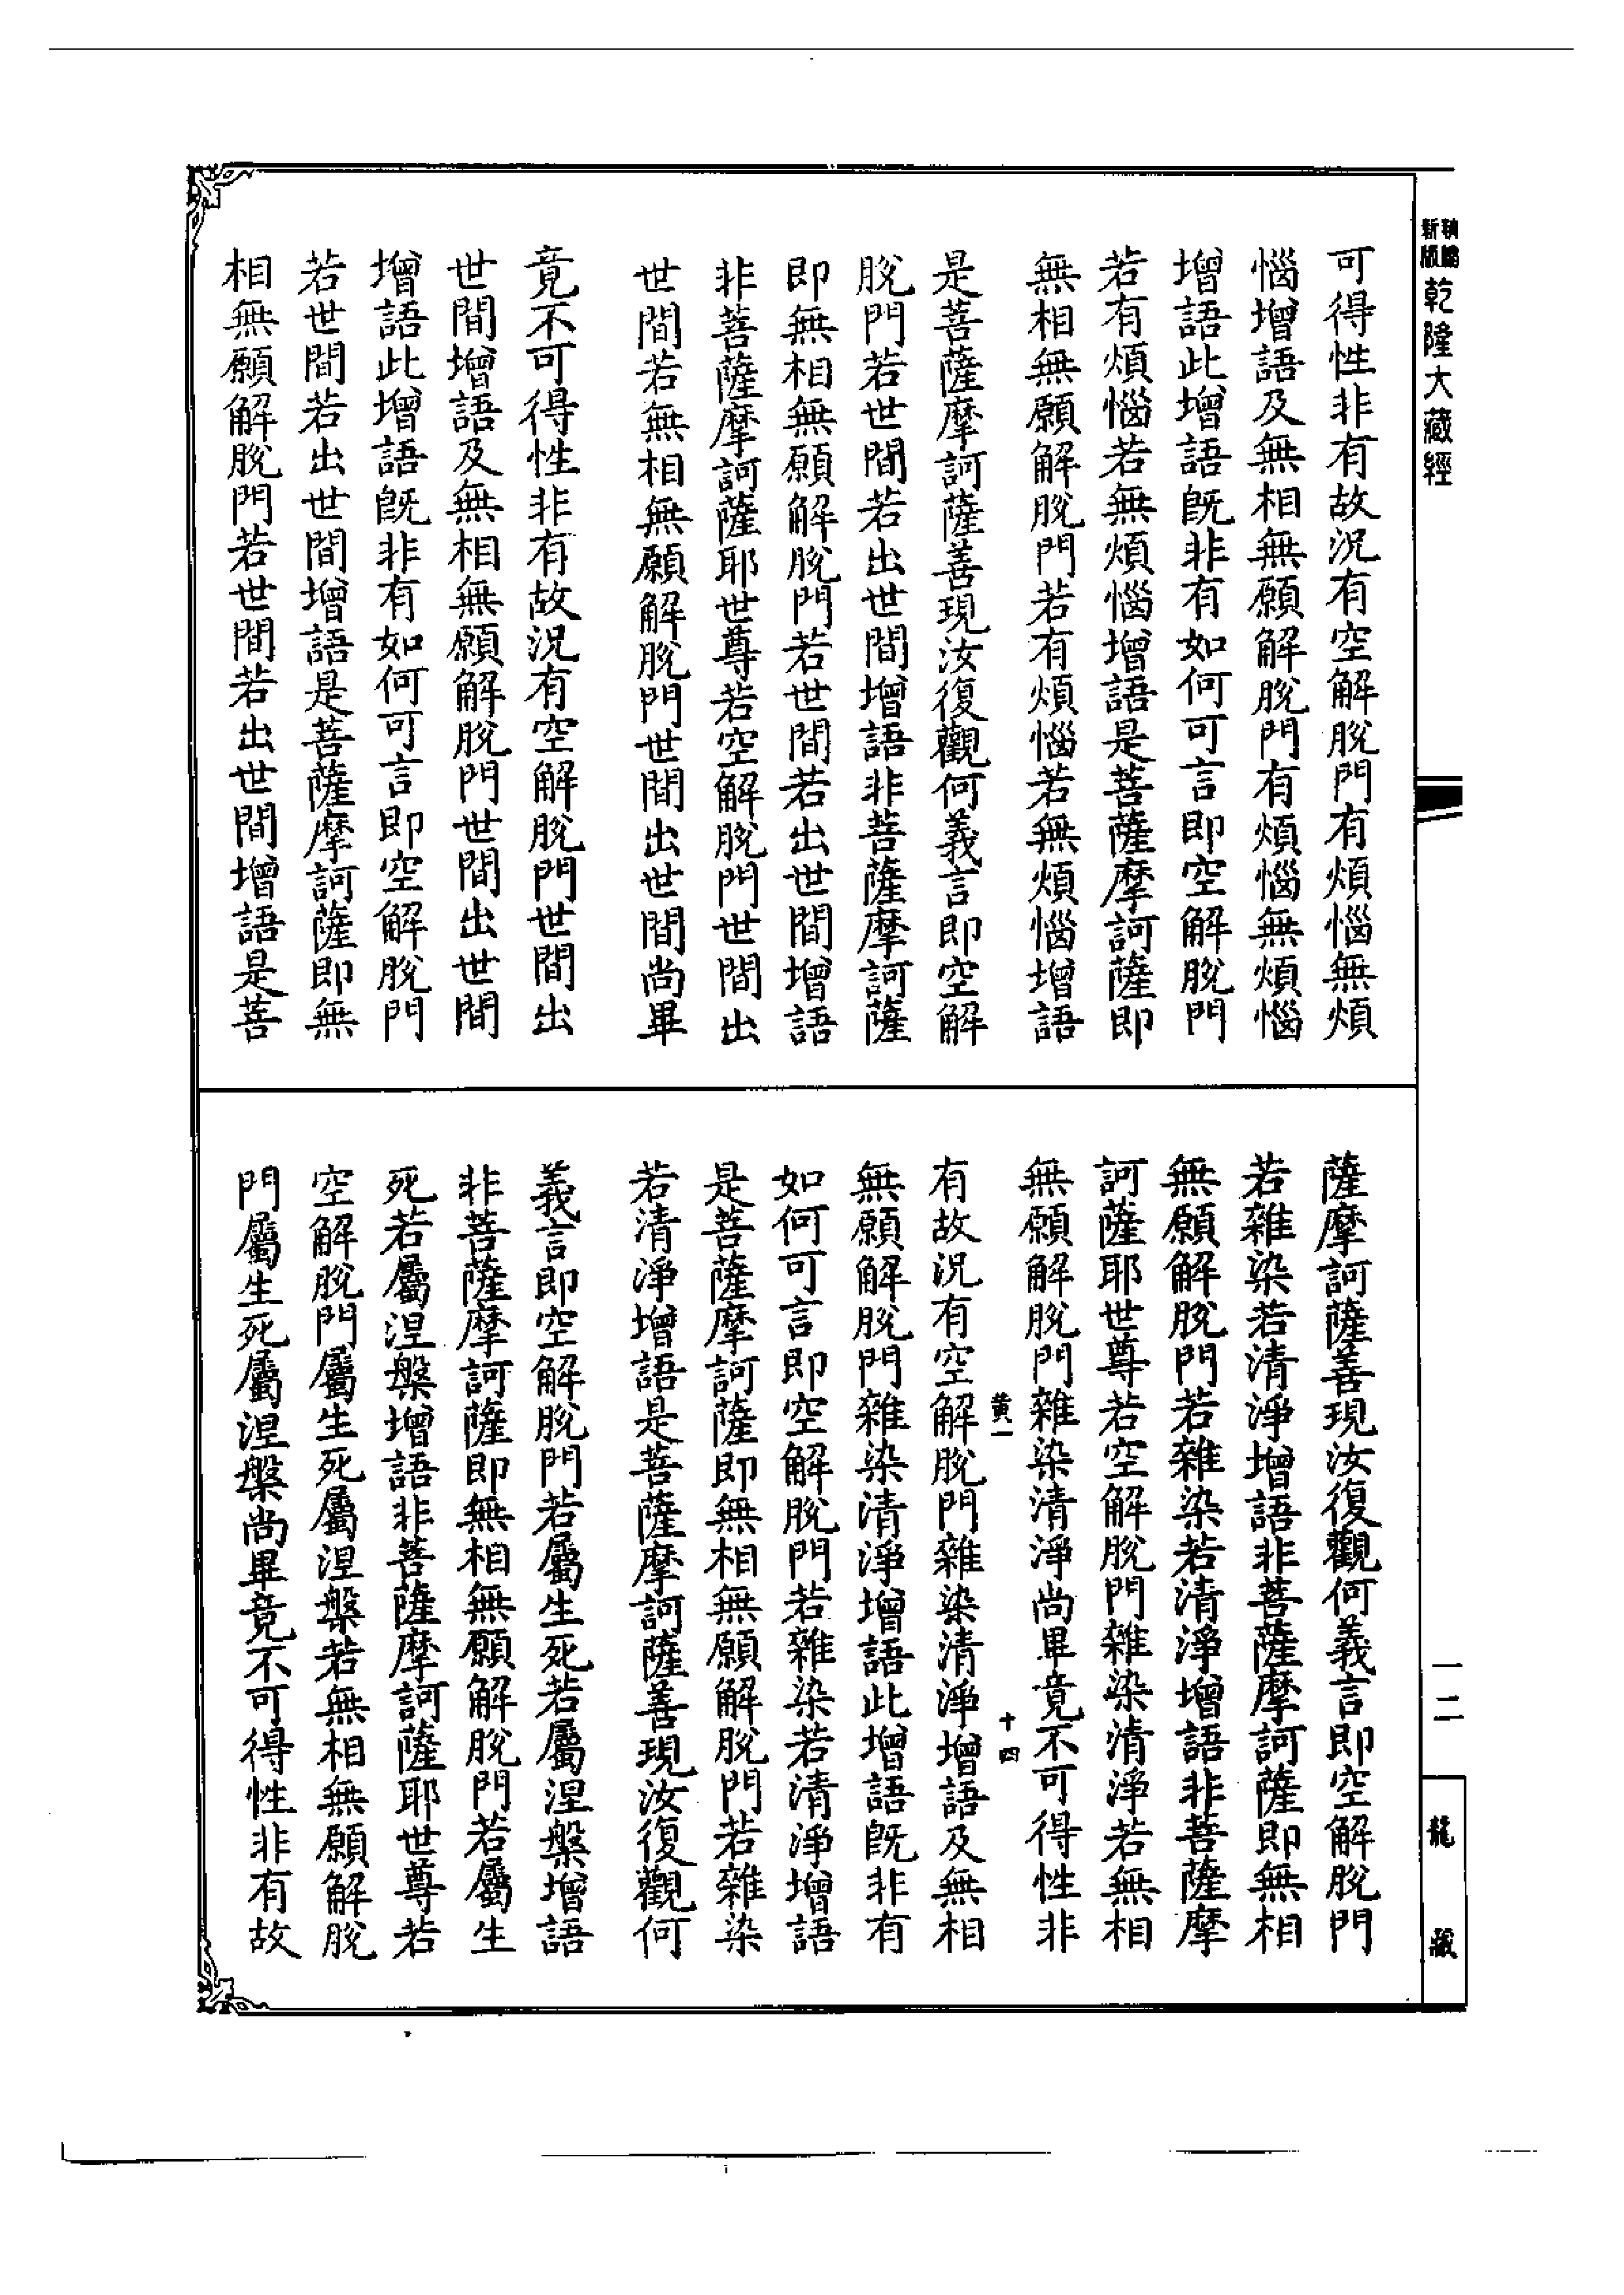 新編縮版 乾隆大藏經
可得性非有故況有空解脫門有煩惱無煩
惱增語及無相無願解脫門有煩惱無煩惱
增語此增語旣非有如何可言即空解脫門
若有煩惱若無煩惱增語是菩薩摩訶薩即
無相無願解脫門若有煩惱若無煩惱增語
是菩薩摩訶薩善現汝復觀何義言即空解
脫門若世間若出世間增語非菩薩摩訶薩
即無相無願解脫門若世間若出世間增語
非菩薩摩訶薩耶世尊若空解脫門世間出
世間若無相無願解脫門世間出世間尚畢
竟不可得性非有故況有空解脫門世間出
世間增語及無相無願解脫門世間出世間
增語此增語旣非有如何可言即空解脫門
若世間若出世間增語是菩薩摩訶薩即無
相無願解脫門若世間若出世間增語是菩
薩摩訶薩善現汝復觀何義言即空解脫門
若雜染若清淨增語非菩薩摩訶薩即無相
無願解脫門若雜染若清淨增語非菩薩摩
訶薩耶世尊若空解脫門雜染清淨若無相
無願解脫門雜染清淨尚畢竟不可得性非
黃一 十四
有故況有空解脫門雜染清淨增語及無相
無願解脫門雜染清淨增語此增語旣非有
如何可言即空解脫門若雜染若清淨增語
是菩薩摩訶薩即無相無願解脫門若雜染
若清淨增語是菩薩摩訶薩善現汝復觀何
義言即空解脫門若屬生死若屬涅槃增語
非菩薩摩訶薩即無相無願解脫門若屬生
死若屬涅槃增語非菩薩摩訶薩耶世尊若
空解脫門屬生死屬涅槃若無相無願解脫
門屬生死屬涅槃尚畢竟不可得性非有故
一二
龍藏